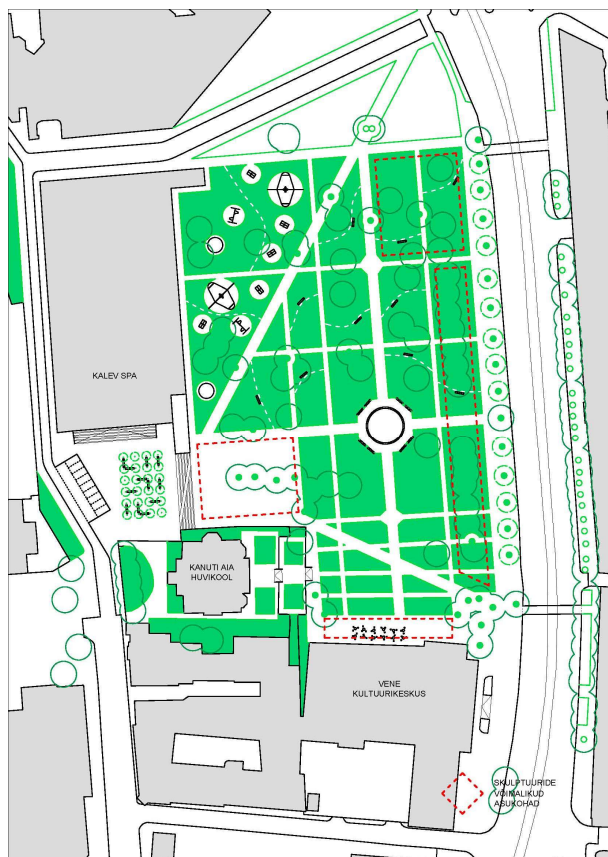 KALEV SPA
KANUTI AIA
HUVIKOOL
VENE
KULTUURIKESKUS
SKULPTUURIDE
VÕIMALIKUD
ASUKOHAD